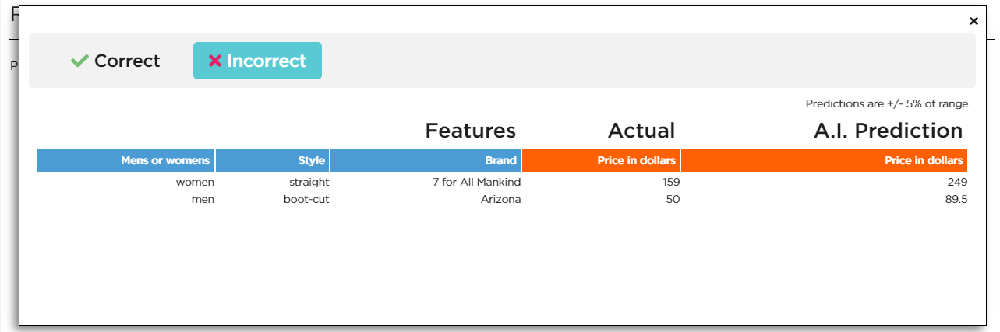 R
×
P
Correct
Incorrect
Predictions are +/- 5% of range
Features Actual A.I. Prediction
Mens or womens Style Brand Price in dollars Price in dollars
women straight 7 for All Mankind 159 249
men boot-cut Arizona 50 89.5